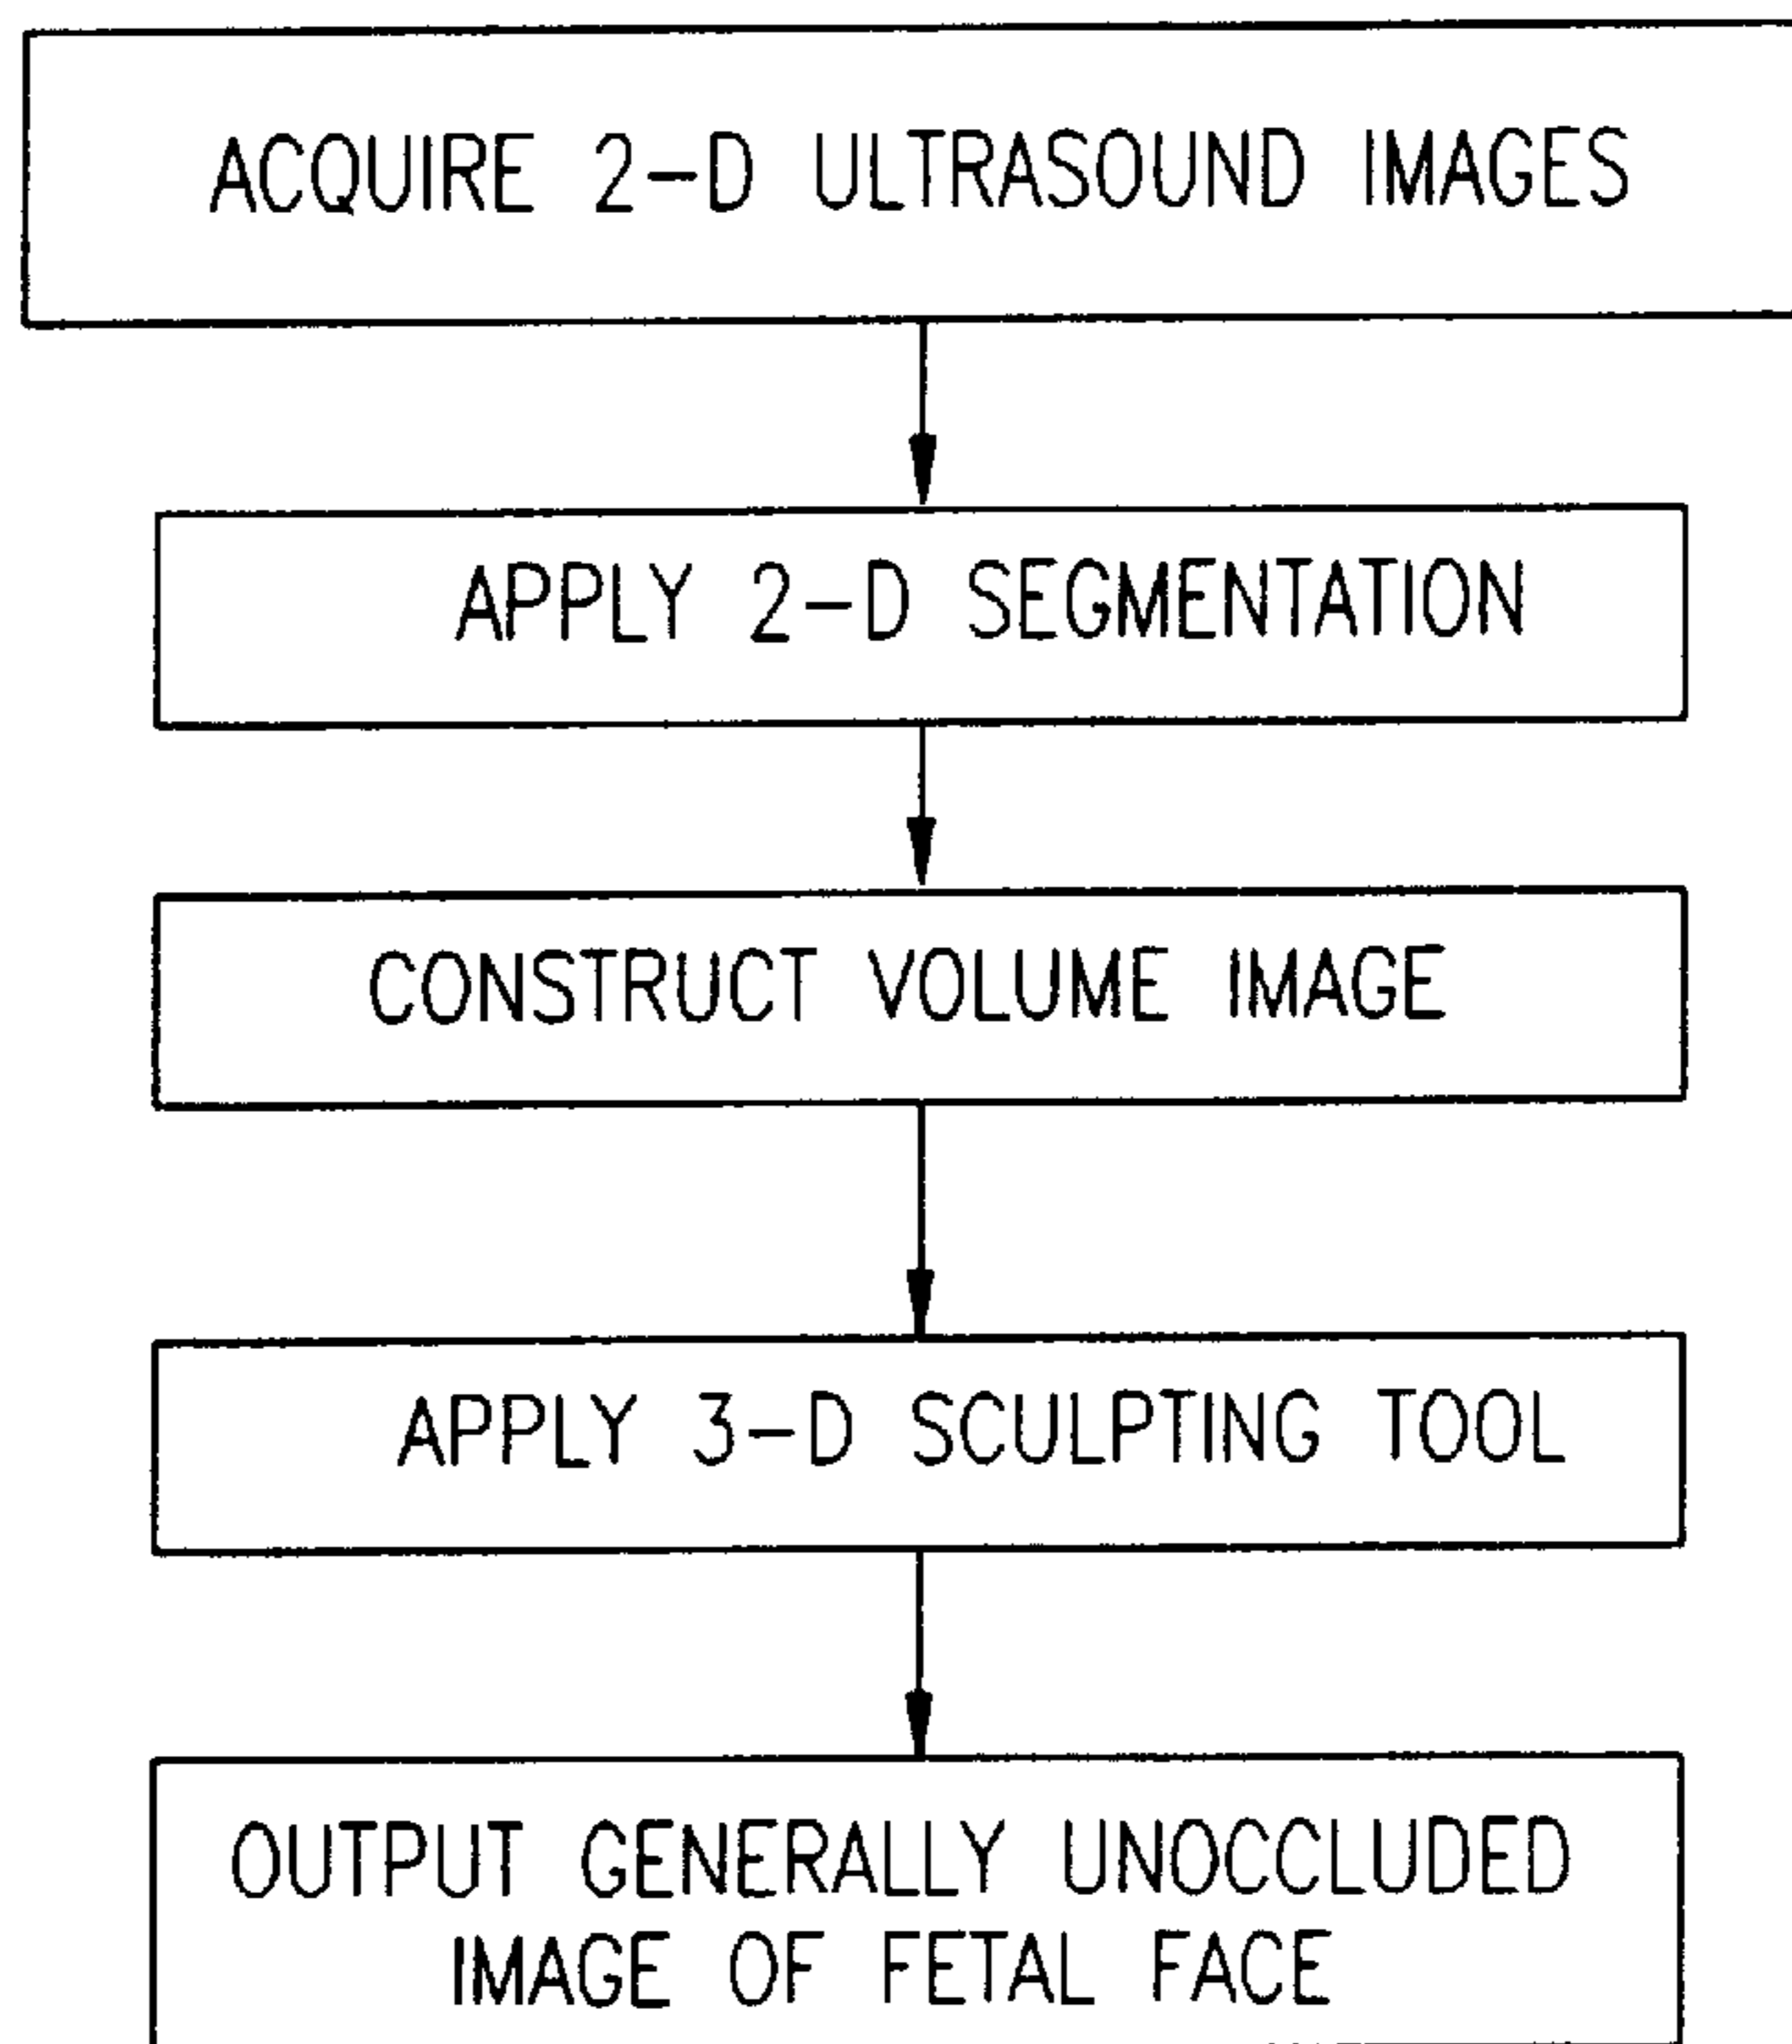 ACQUIRE 2-D ULTRASOUND IMAGES
APPLY 2-D SEGMENTATION
CONSTRUCT VOLUME IMAGE
APPLY 3-D SCULPTING TOOL
OUTPUT GENERALLY UNOCCLUDED
IMAGE OF FETAL FACE